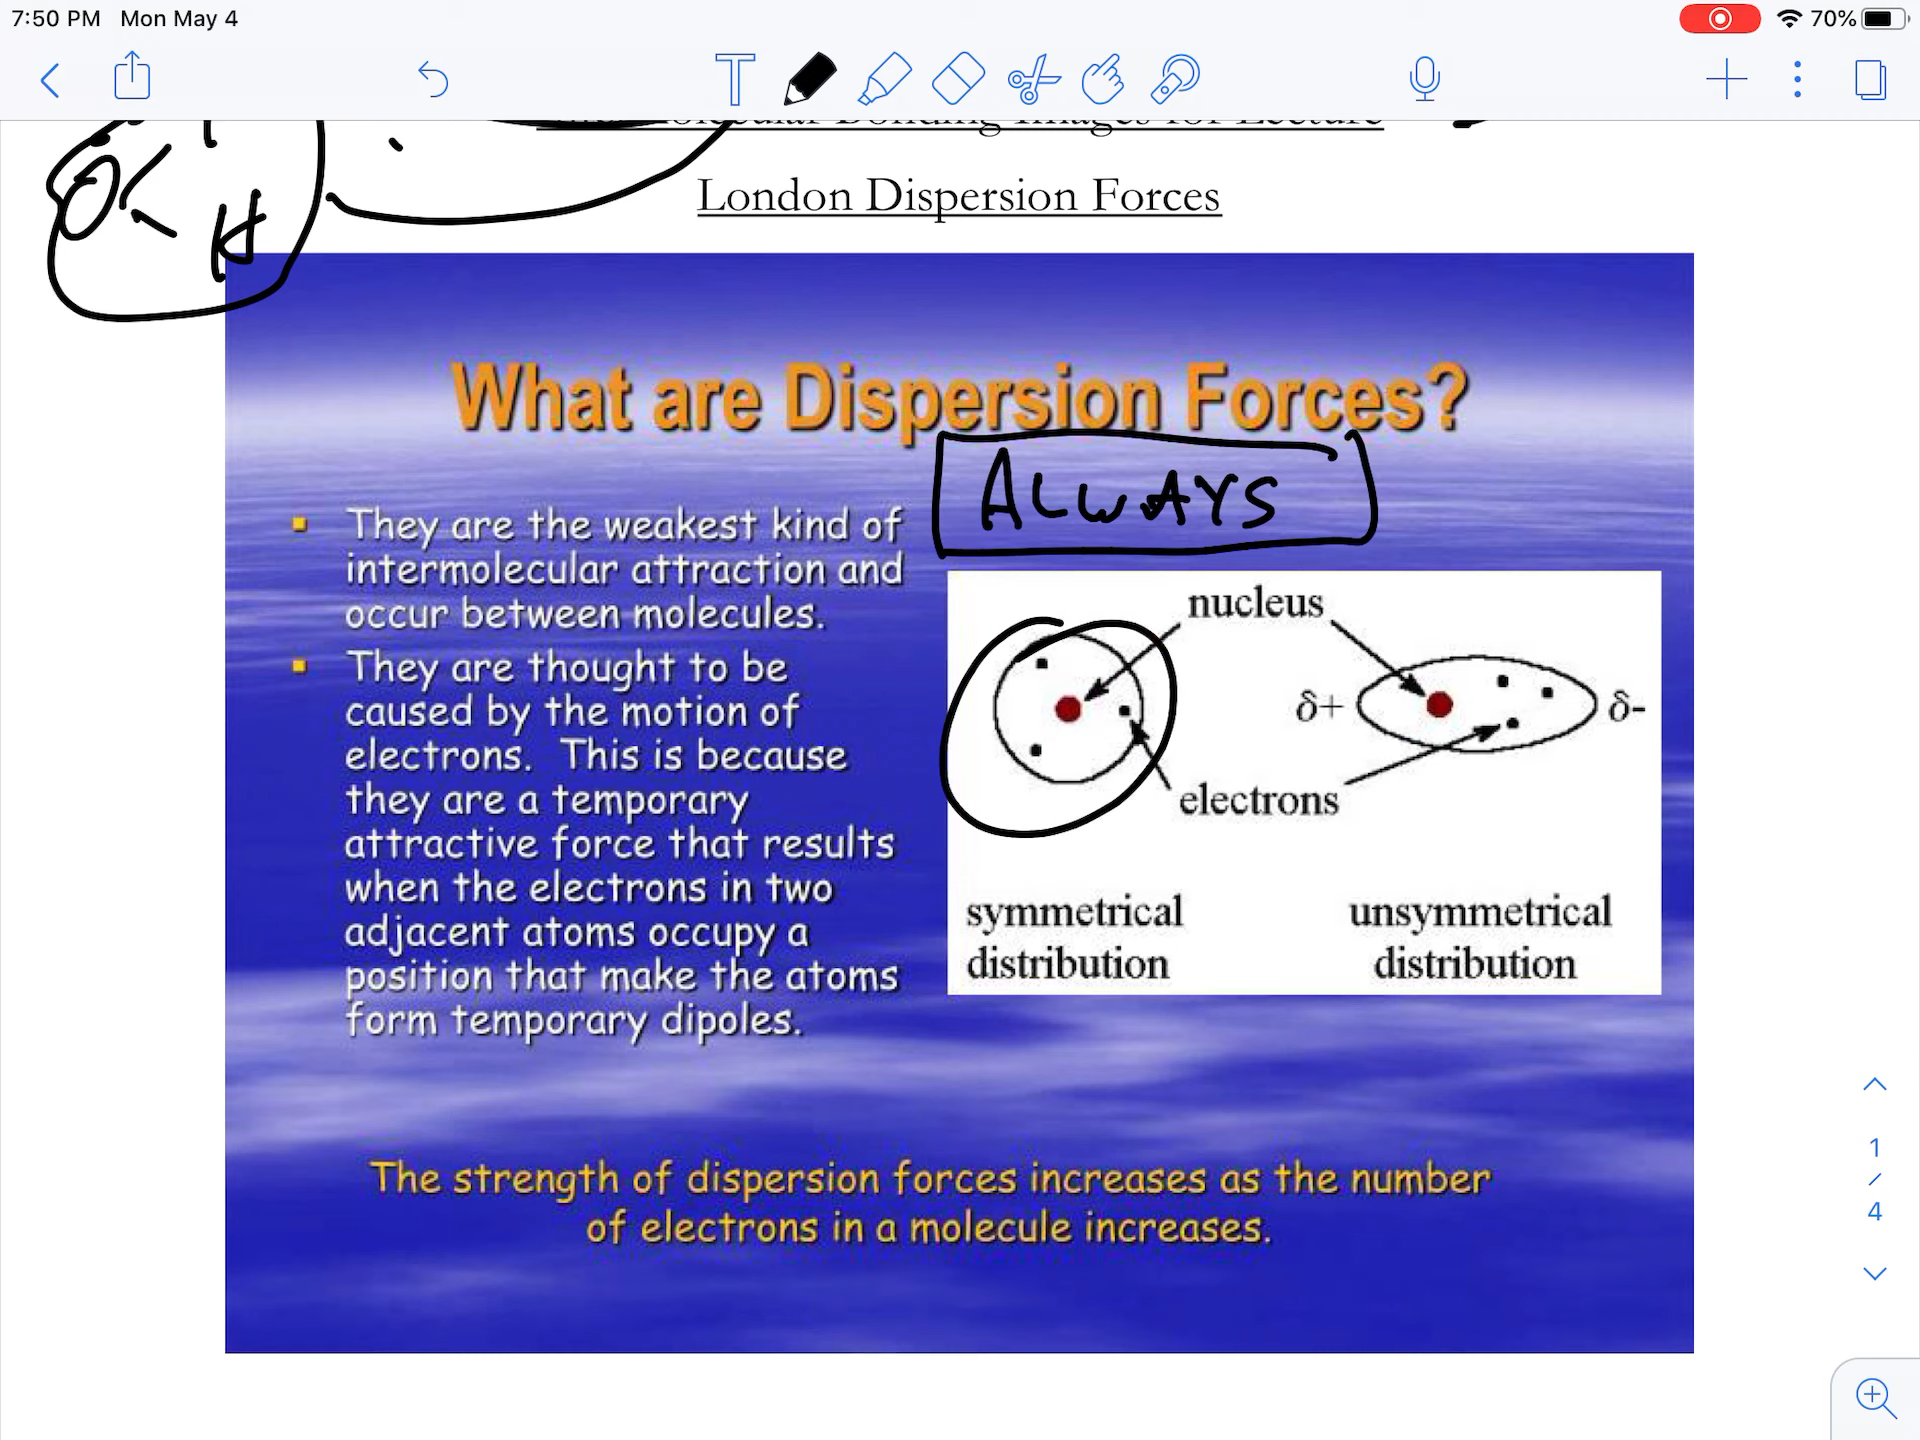 7:50 PM Mon May 4
70%
T
Bonding Images for Lecture
London Dispersion Forces
H
What are Dispersion Forces?
ALWAYS
▪ They are the weakest kind of
intermolecular attraction and
occur between molecules.
▪ They are thought to be
caused by the motion of
electrons. This is because
they are a temporary
attractive force that results
when the electrons in two
adjacent atoms occupy a
position that make the atoms
form temporary dipoles.
nucleus
δ+
δ-
electrons
symmetrical
distribution
unsymmetrical
distribution
The strength of dispersion forces increases as the number
of electrons in a molecule increases.
1
/
4